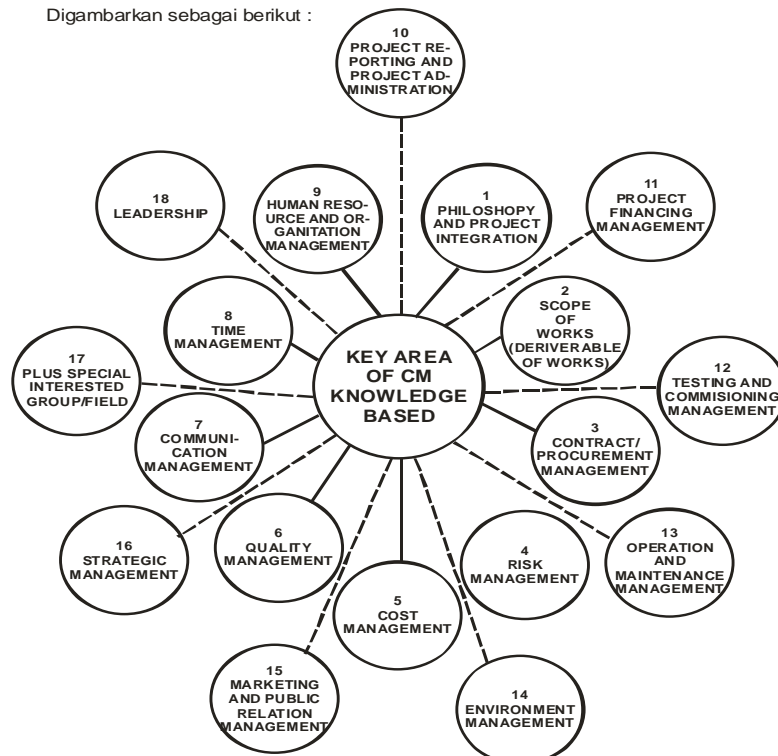 Digambarkan sebagai berikut :
10
PROJECT RE-
PORTING AND
PROJECT AD-
MINISTRATION
18
LEADERSHIP
9
HUMAN RESO-
URCE AND OR-
GANITATION
MANAGEMENT
1
PHILOSHOPY
AND PROJECT
INTEGRATION
11
PROJECT
FINANCING
MANAGEMENT
8
TIME
MANAGEMENT
2
SCOPE
OF
WORKS
(DERIVERABLE
OF WORKS)
KEY AREA
OF CM
KNOWLEDGE
BASED
17
PLUS SPECIAL
INTERESTED
GROUP/FIELD
12
TESTING AND
COMMISIONING
MANAGEMENT
7
COMMUNI-
CATION
MANAGEMENT
3
CONTRACT/
PROCUREMENT
MANAGEMENT
16
STRATEGIC
MANAGEMENT
6
QUALITY
MANAGEMENT
4
RISK
MANAGEMENT
13
OPERATION
AND
MAINTENANCE
MANAGEMENT
5
COST
MANAGEMENT
15
MARKETING
AND PUBLIC
RELATION
MANAGEMENT
14
ENVIRONMENT
MANAGEMENT